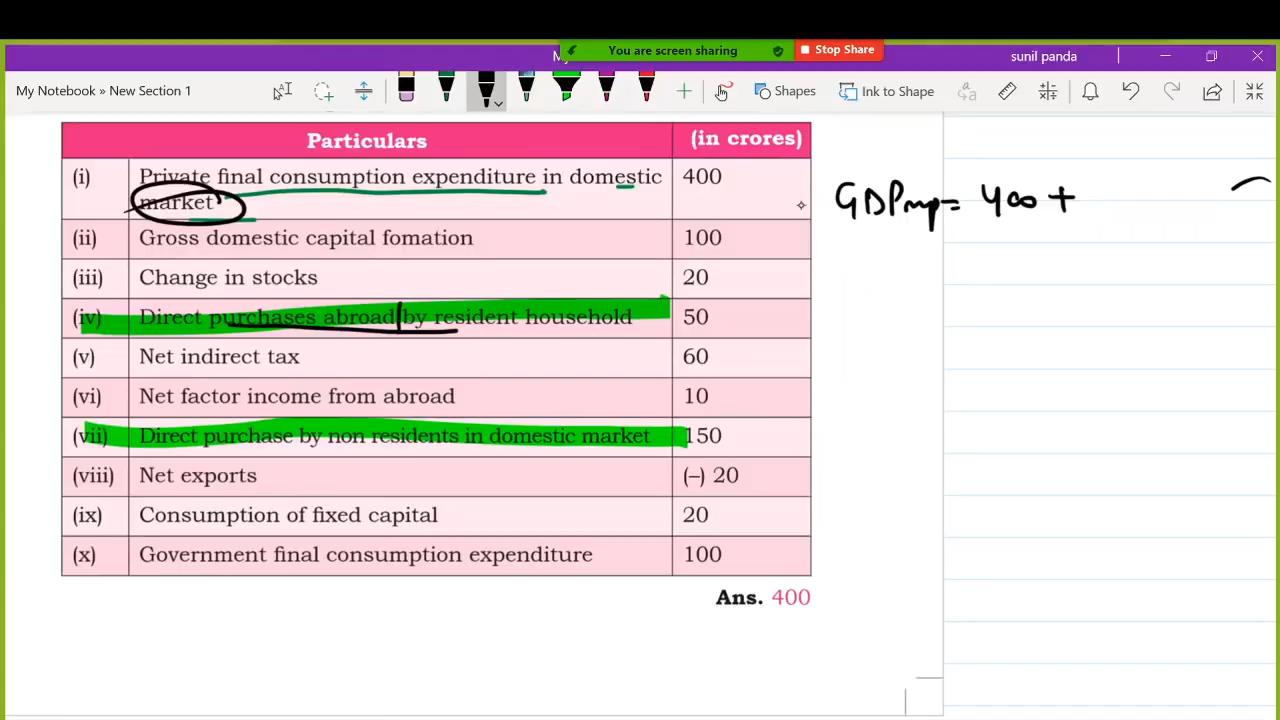 You are screen sharing
Stop Share
My
sunil panda
My Notebook » New Section 1
Shapes
Ink to Share
Particulars (in crores)
(i) Private final consumption expenditure in domestic market 400
(ii) Gross domestic capital fomation 100
(iii) Change in stocks 20
(iv) Direct purchases abroad by resident household 50
(v) Net indirect tax 60
(vi) Net factor income from abroad 10
(vii) Direct purchase by non residents in domestic market 150
(viii) Net exports (–) 20
(ix) Consumption of fixed capital 20
(x) Government final consumption expenditure 100
Ans. 400
GDPmp= 400 +